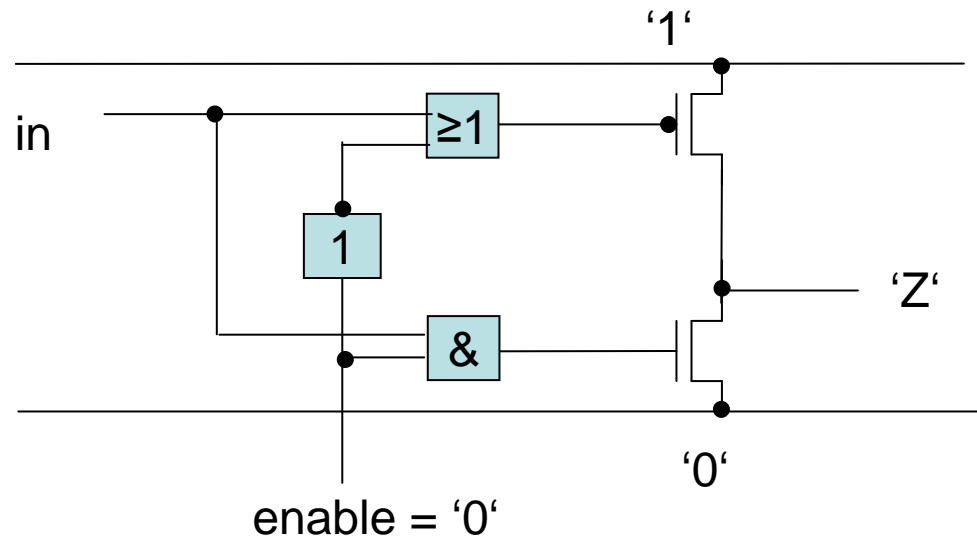 ‘1‘
in
≥1
1
‘Z‘
&
‘0‘
enable = ‘0‘